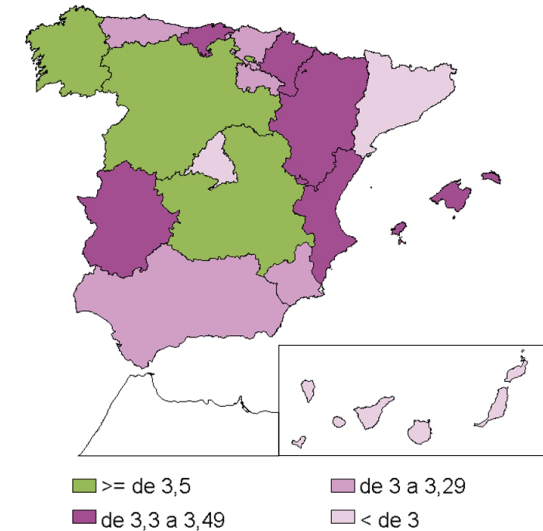 >= de 3,5
de 3 a 3,29
de 3,3 a 3,49
< de 3